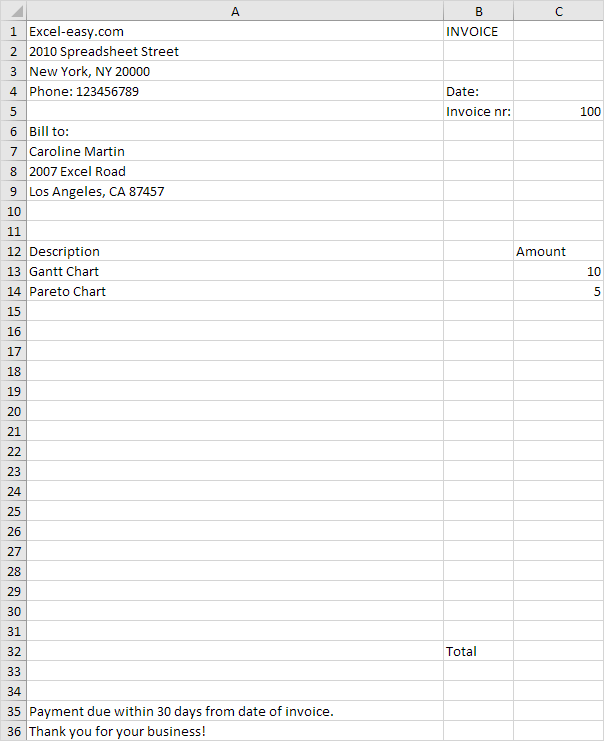 A B C
1 Excel-easy.com INVOICE
2 2010 Spreadsheet Street
3 New York, NY 20000
4 Phone: 123456789 Date:
5 Invoice nr: 100
6 Bill to:
7 Caroline Martin
8 2007 Excel Road
9 Los Angeles, CA 87457
10
11
12 Description Amount
13 Gantt Chart 10
14 Pareto Chart 5
15
16
17
18
19
20
21
22
23
24
25
26
27
28
29
30
31
32 Total
33
34
35 Payment due within 30 days from date of invoice.
36 Thank you for your business!